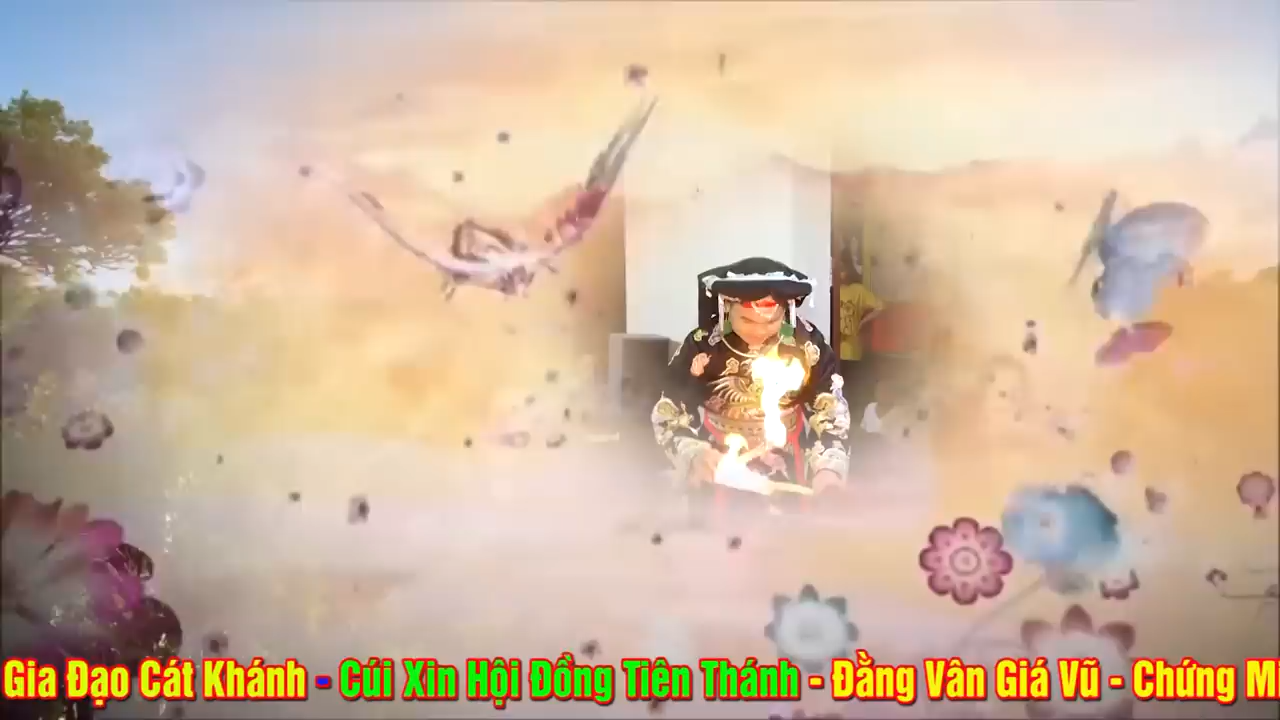 Gia Đạo Cát Khánh - Cúi Xin Hội Đồng Tiên Thánh - Đằng Vân Giá Vũ - Chứng